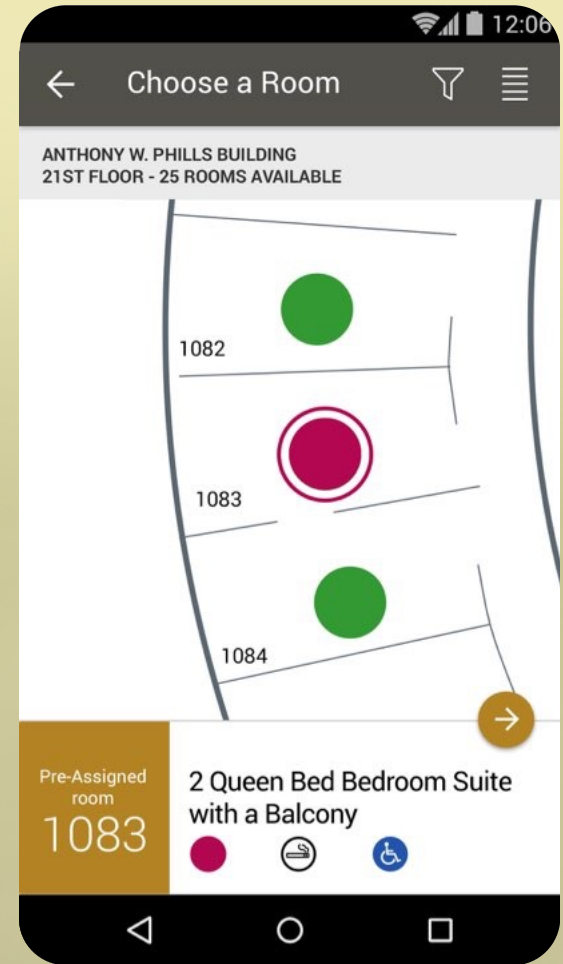 12:06
Choose a Room
ANTHONY W. PHILLS BUILDING
21ST FLOOR - 25 ROOMS AVAILABLE
1082
1083
1084
Pre-Assigned
room
1083
2 Queen Bed Bedroom Suite
with a Balcony